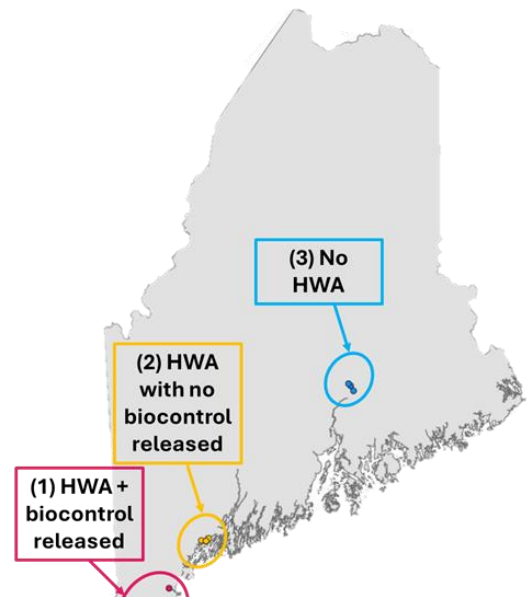 (3) No
HWA
(2) HWA
with no
biocontrol
released
(1) HWA +
biocontrol
released